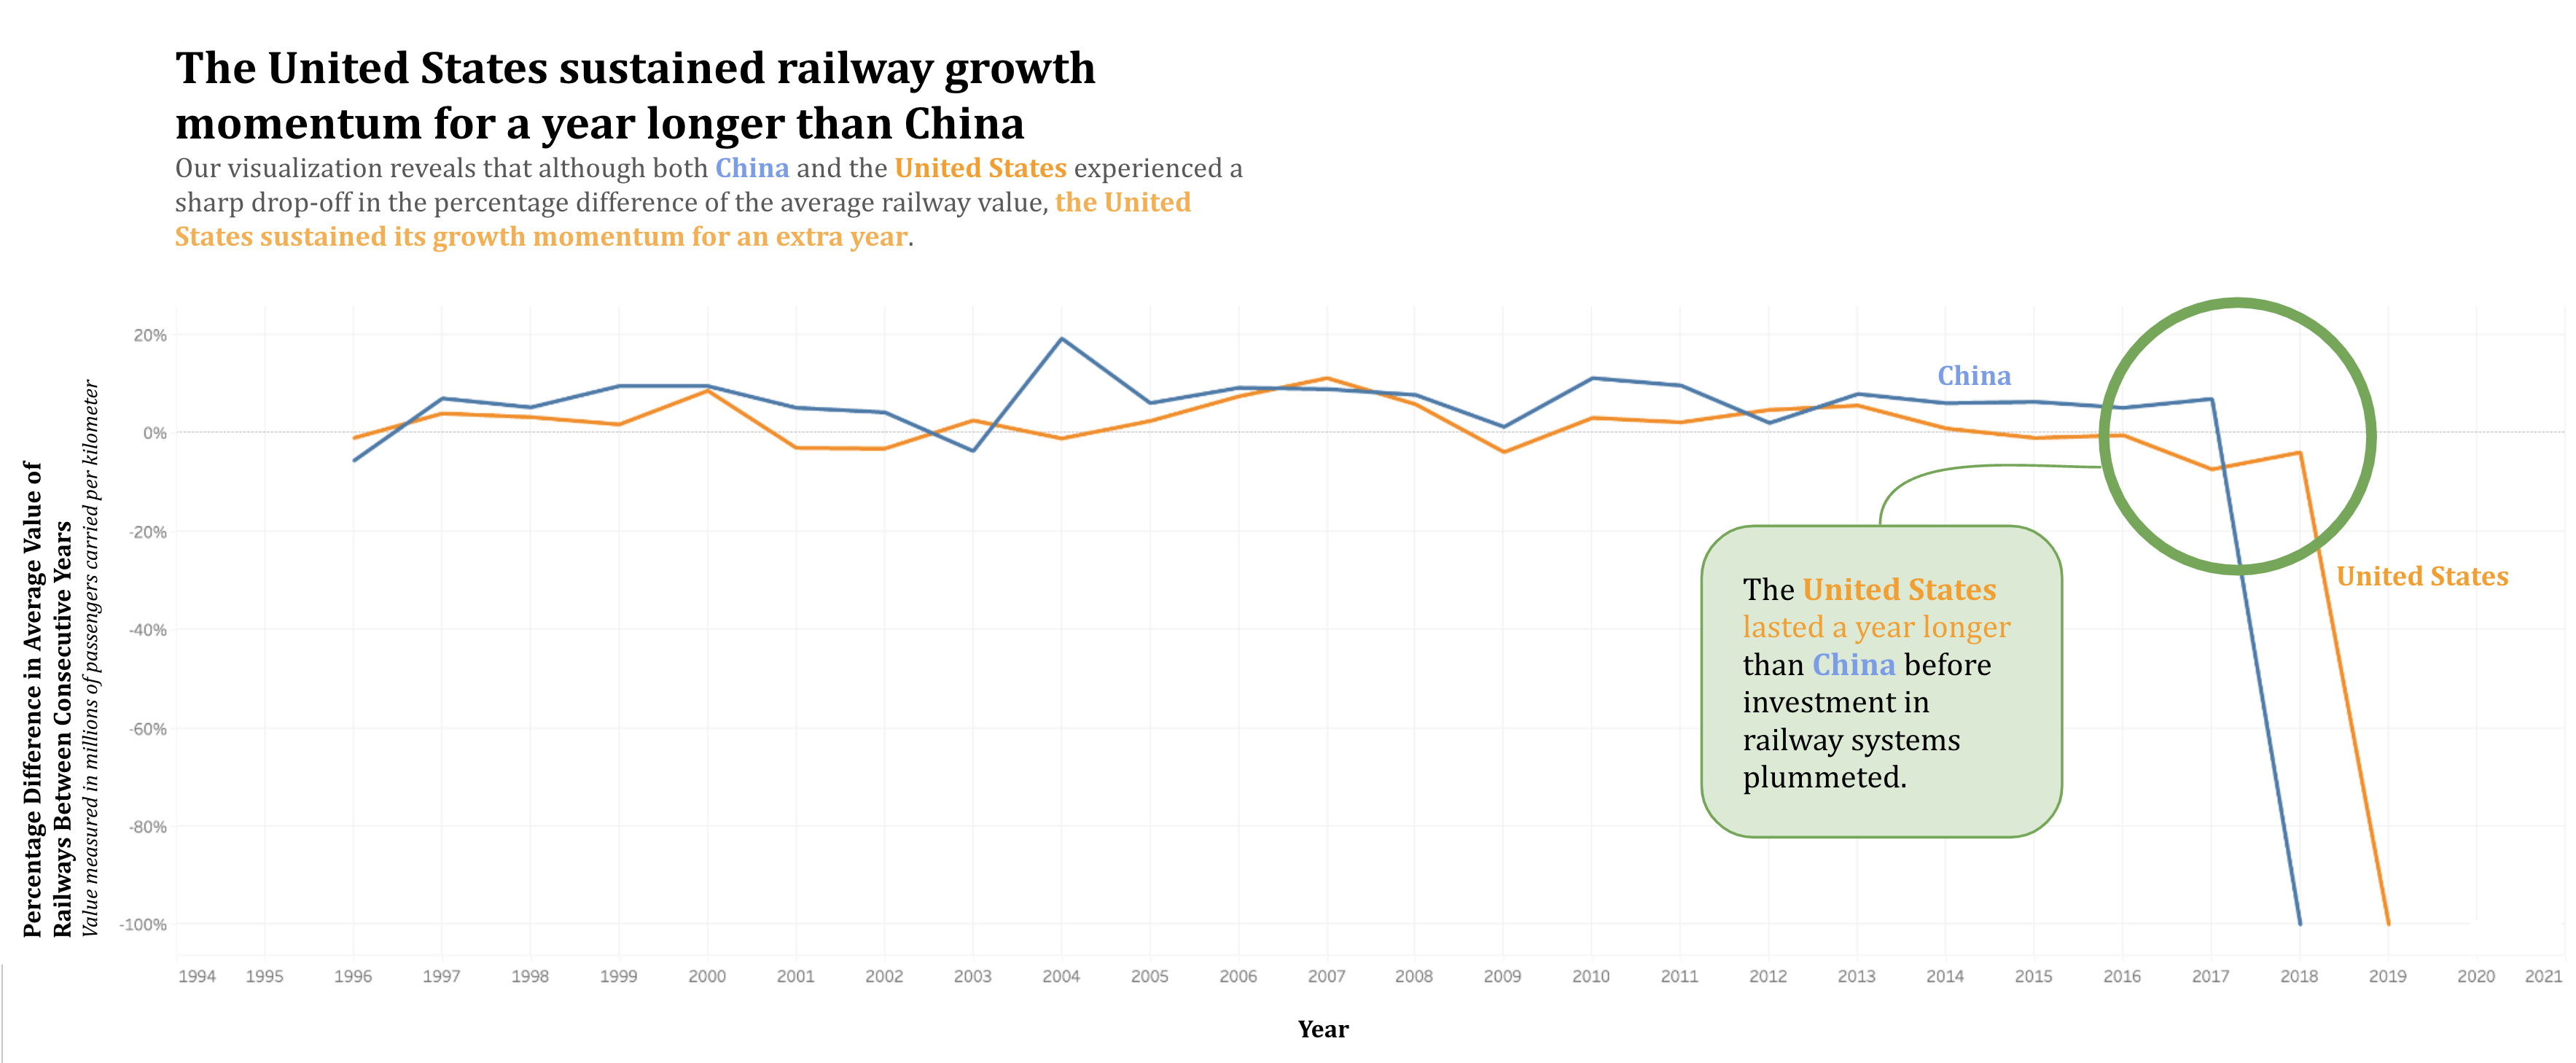 The United States sustained railway growth
momentum for a year longer than China
Our visualization reveals that although both China and the United States experienced a
sharp drop-off in the percentage difference of the average railway value, the United
States sustained its growth momentum for an extra year.
Percentage Difference in Average Value of
Railways Between Consecutive Years
Value measured in millions of passengers carried per kilometer
20%
0%
-20%
-40%
-60%
-80%
-100%
China
United States
The United States
lasted a year longer
than China before
investment in
railway systems
plummeted.
1994 1995 1996 1997 1998 1999 2000 2001 2002 2003 2004 2005 2006 2007 2008 2009 2010 2011 2012 2013 2014 2015 2016 2017 2018 2019 2020 2021
Year